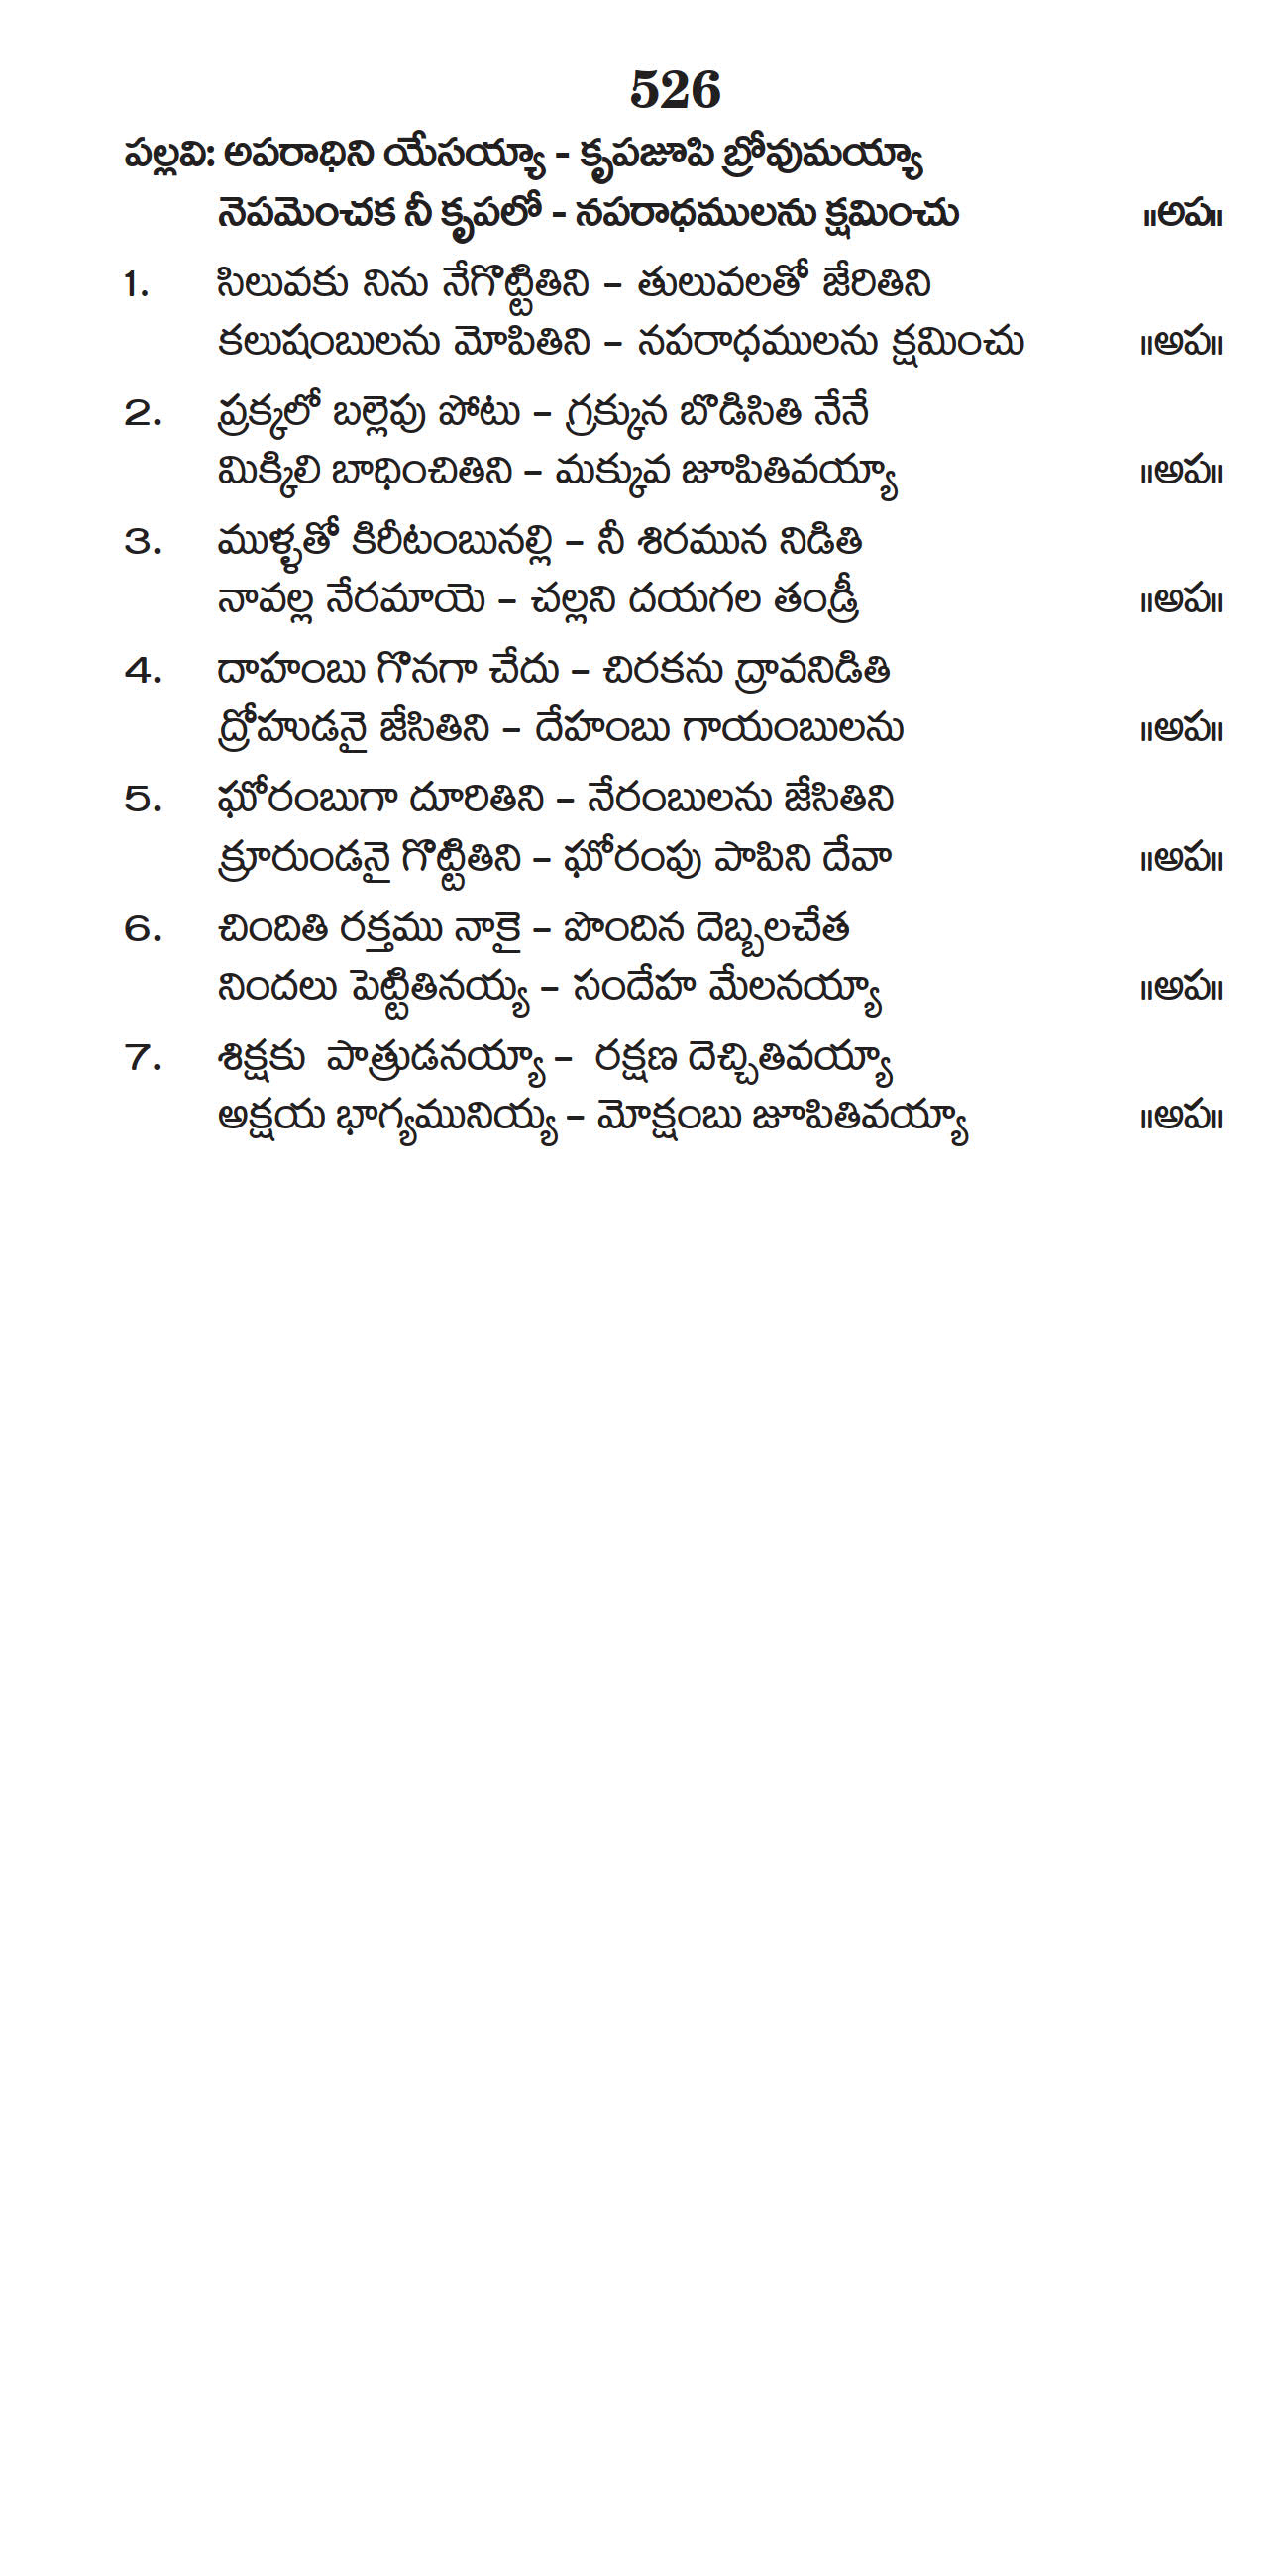 526
పల్లవి: అపరాధిని యేసయ్యా - కృపజూపి బ్రోవుమయ్యా
నెపమెంచక నీ కృపలో - నపరాధములను క్షమించు ॥అప॥
1. సిలువకు నిను నేగొట్టితిని – తులువలతో జేరితిని
కలుషంబులను మోపితిని – నపరాధములను క్షమించు ॥అప॥
2. ప్రక్కలో బల్లెపు పోటు – గ్రక్కున బొడిసితి నేనే
మిక్కిలి బాధించితిని – మక్కువ జూపితివయ్యా ॥అప॥
3. ముళ్ళతో కిరీటంబునల్లి – నీ శిరమున నిడితి
నావల్ల నేరమాయె – చల్లని దయగల తండ్రీ ॥అప॥
4. దాహంబు గొనగా చేదు – చిరకను ద్రావనిడితి
ద్రోహుడనై జేసితిని – దేహంబు గాయంబులను ॥అప॥
5. ఘోరంబుగా దూరితిని – నేరంబులను జేసితిని
క్రూరుండనై గొట్టితిని – ఘోరంపు పాపిని దేవా ॥అప॥
6. చిందితి రక్తము నాకై – పొందిన దెబ్బలచేత
నిందలు పెట్టితినయ్య – సందేహ మేలనయ్యా ॥అప॥
7. శిక్షకు పాత్రుడనయ్యా – రక్షణ దెచ్చితివయ్యా
అక్షయ భాగ్యమునియ్య – మోక్షంబు జూపితివయ్యా ॥అప॥